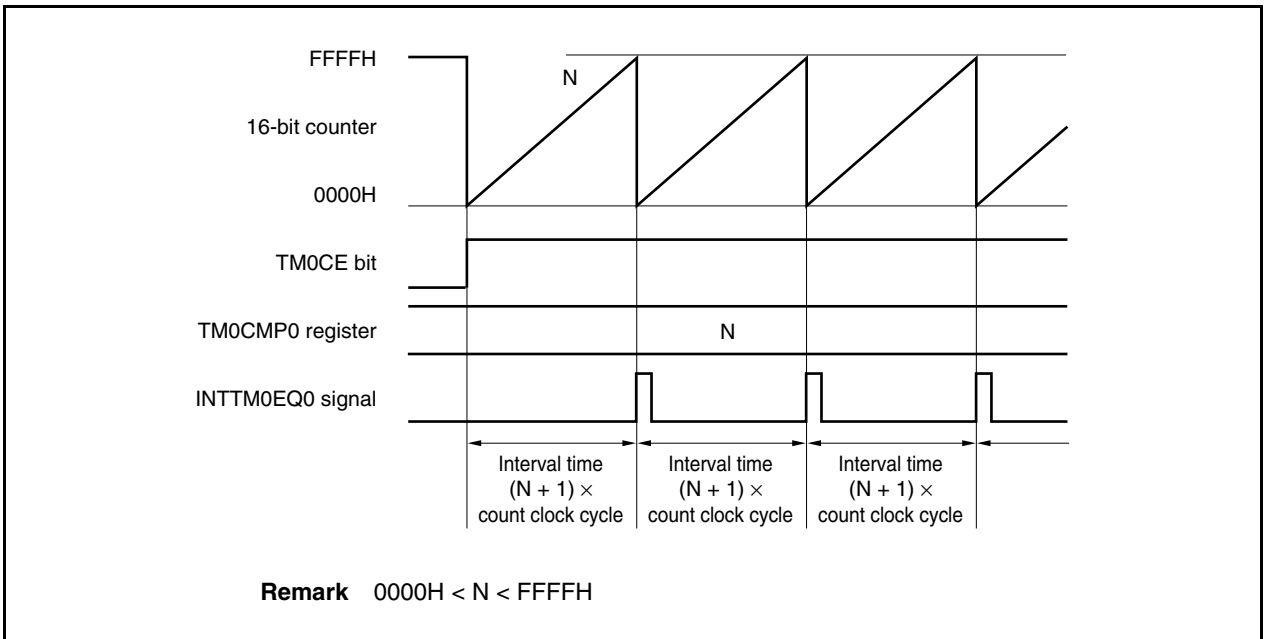 FFFFH
N
16-bit counter
0000H
TM0CE bit
TM0CMP0 register
N
INTTM0EQ0 signal
Interval time
(N + 1) ×
count clock cycle
Interval time
(N + 1) ×
count clock cycle
Interval time
(N + 1) ×
count clock cycle
Remark 0000H < N < FFFFH